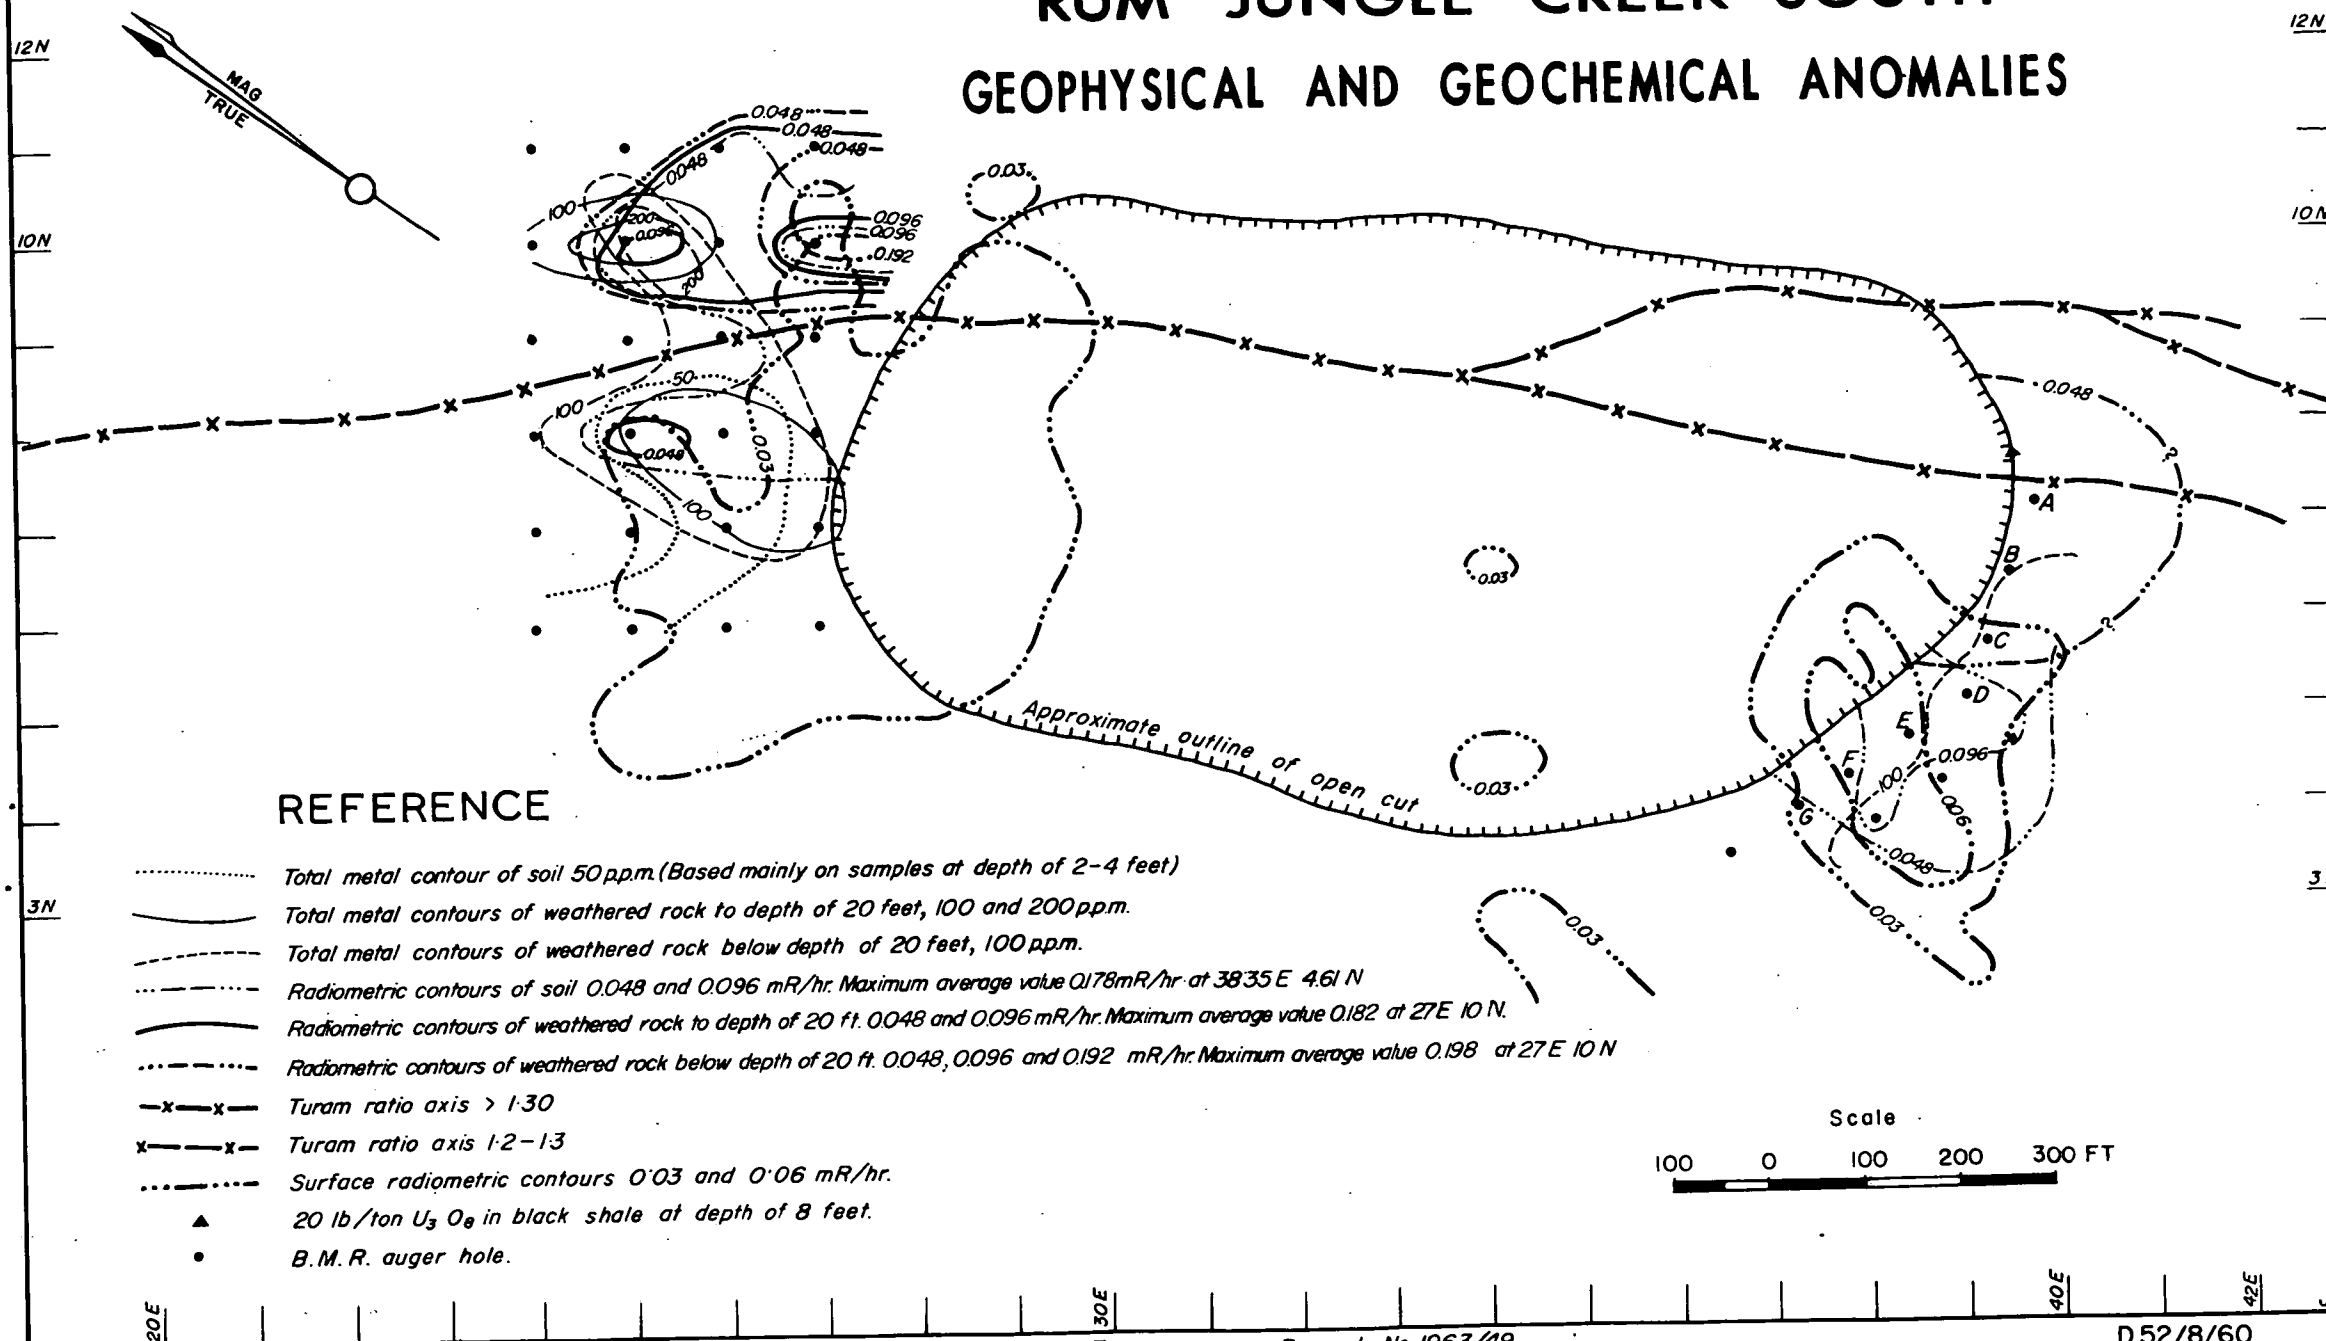 RUM JUNGLE CREEK SOUTH
GEOPHYSICAL AND GEOCHEMICAL ANOMALIES
12N
12N
MAG
TRUE
0.048
0.048
0.048
0.048
100
200
0.096
200
0.096
0.096
0.192
0.03
10N
10N
50
100
0.048
0.03
100
0.048
?
A
B
0.03
?
C
D
E
0.096
F
100
0.06
G
0.048
0.03
0.03
0.03
Approximate outline of open cut
REFERENCE
Total metal contour of soil 50 p.p.m. (Based mainly on samples at depth of 2-4 feet)
3N
3
Total metal contours of weathered rock to depth of 20 feet, 100 and 200 p.p.m.
Total metal contours of weathered rock below depth of 20 feet, 100 p.p.m.
Radiometric contours of soil 0.048 and 0.096 mR/hr. Maximum average value 0.178mR/hr at 38.35 E 4.61 N
Radiometric contours of weathered rock to depth of 20 ft. 0.048 and 0.096 mR/hr. Maximum average value 0.182 at 27E 10 N.
Radiometric contours of weathered rock below depth of 20 ft. 0.048, 0.096 and 0.192 mR/hr. Maximum average value 0.198 at 27E 10 N
Turam ratio axis > 1·30
Turam ratio axis 1·2-1·3
Surface radiometric contours 0·03 and 0·06 mR/hr.
20 lb/ton U₃ O₈ in black shale at depth of 8 feet.
B.M.R. auger hole.
Scale
100 0 100 200 300 FT
20E
30E
40E
42E
No. 1963/49
D52/8/60